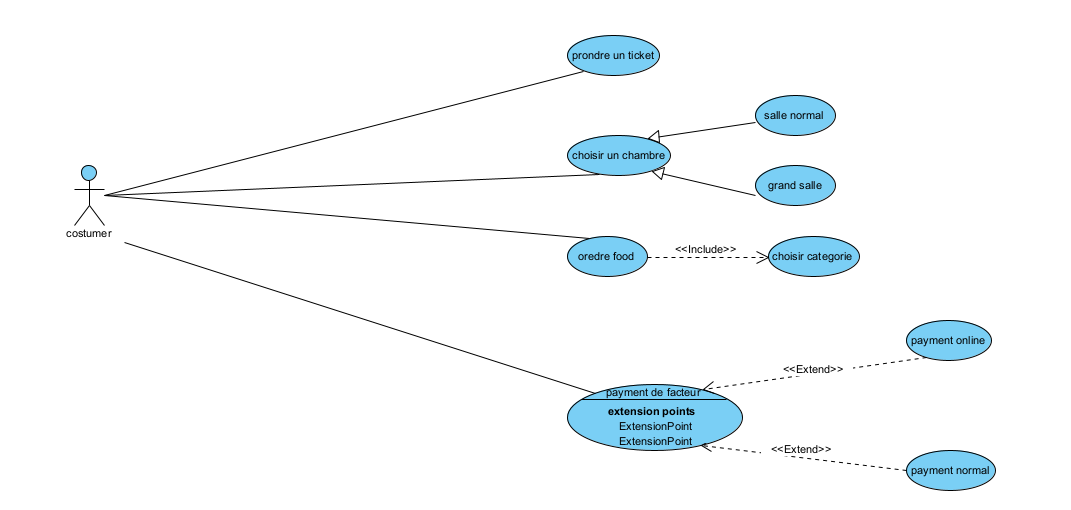 prondre un ticket
salle normal
choisir un chambre
grand salle
costumer
oredre food
<<Include>>
choisir categorie
payment online
<<Extend>>
payment de facteur
extension points
ExtensionPoint
ExtensionPoint
<<Extend>>
payment normal